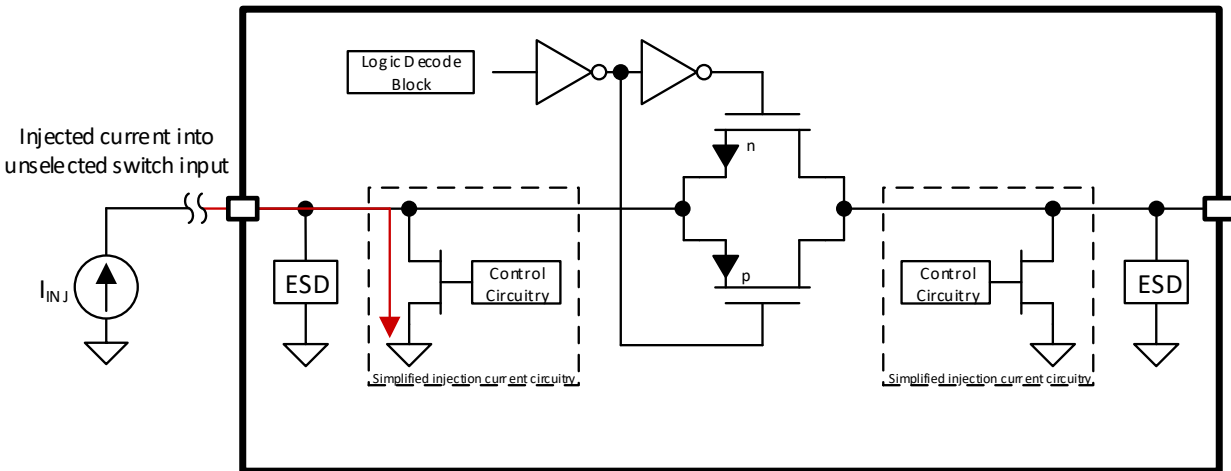 Logic Decode
Block
Injected current into
unselected switch input
n
p
ESD
Control
Circuitry
Control
Circuitry
ESD
IINJ
Simplified injection current circuitry
Simplified injection current circuitry